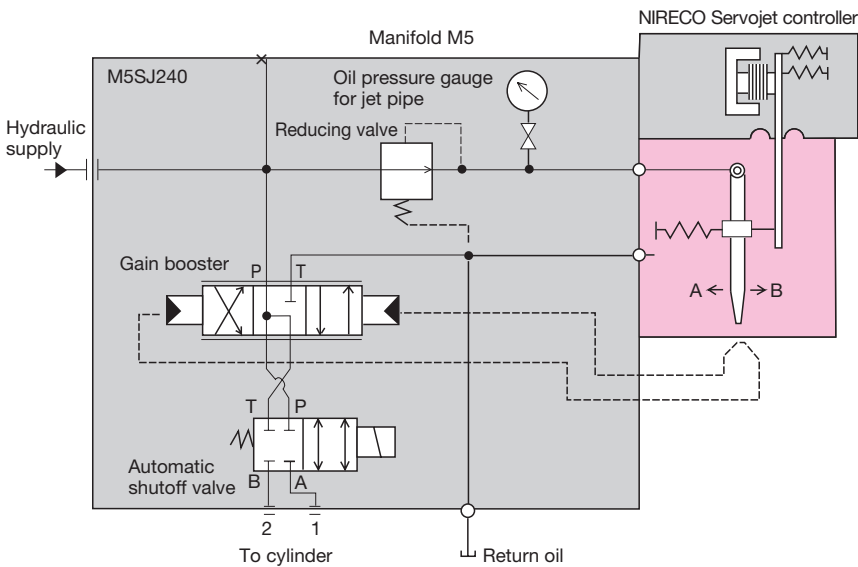 NIRECO Servojet controller
Manifold M5
M5SJ240
Oil pressure gauge
for jet pipe
Reducing valve
Hydraulic
supply
Gain booster
P
T
A
B
T
P
Automatic
shutoff valve
B
A
2
1
To cylinder
Return oil